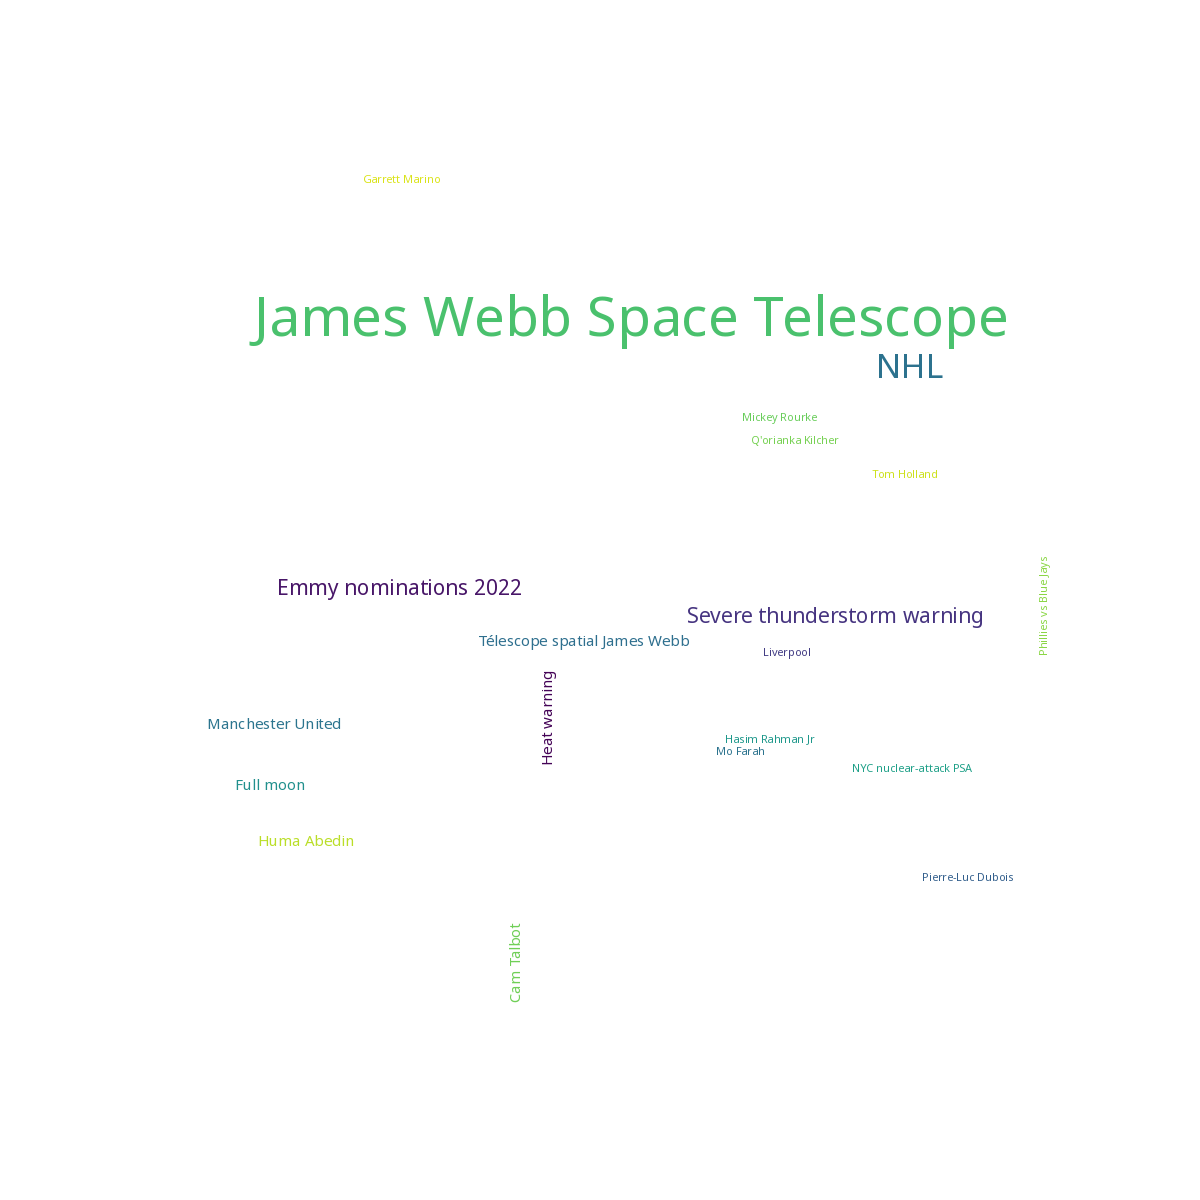 Garrett Marino
James Webb Space Telescope
NHL
Mickey Rourke
Q'orianka Kilcher
Tom Holland
Phillies vs Blue Jays
Emmy nominations 2022
Severe thunderstorm warning
Télescope spatial James Webb
Liverpool
Heat warning
Manchester United
Hasim Rahman Jr
Mo Farah
NYC nuclear-attack PSA
Full moon
Huma Abedin
Pierre-Luc Dubois
Cam Talbot